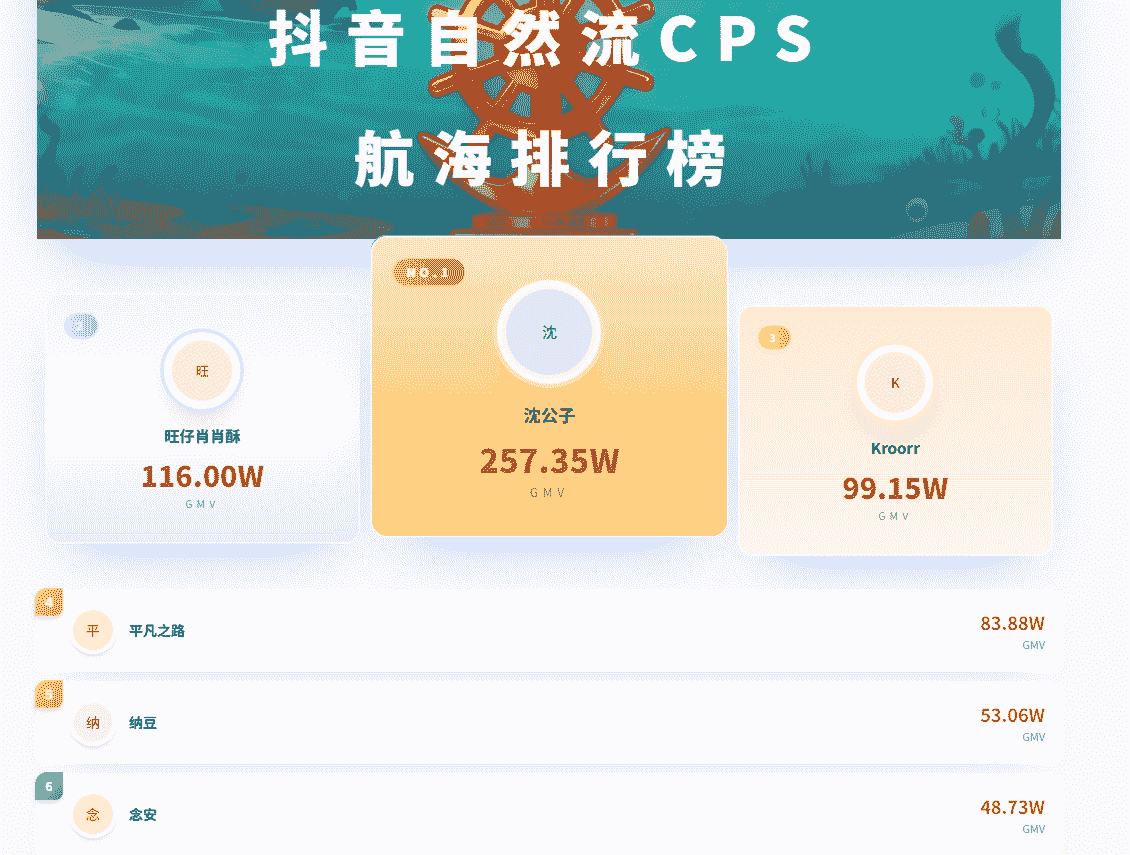 抖音自然流CPS
航海排行榜
NO.1
沈
沈公子
257.35W
GMV
2
旺
旺仔肖肖酥
116.00W
GMV
3
K
Kroorr
99.15W
GMV
4
平
平凡之路
83.88W
GMV
5
纳
纳豆
53.06W
GMV
6
念
念安
48.73W
GMV